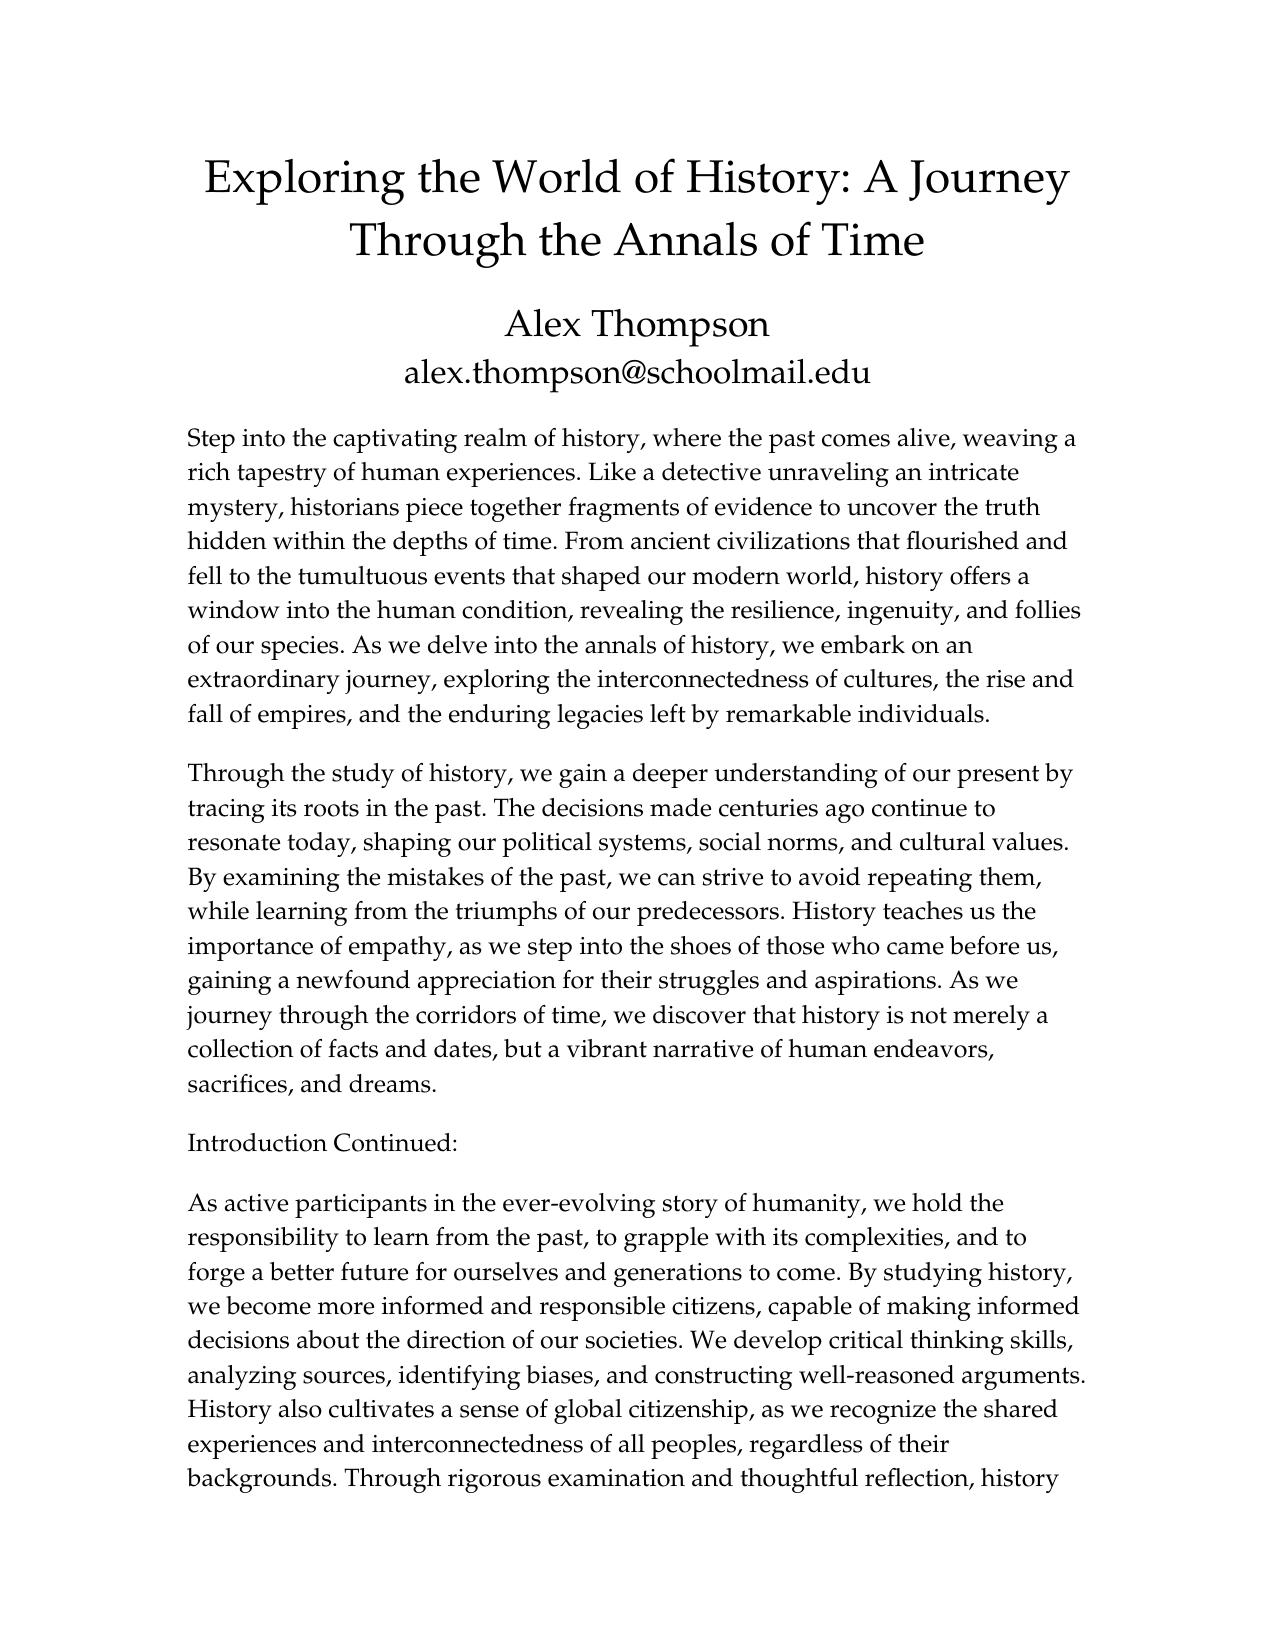 Exploring the World of History: A Journey
Through the Annals of Time
Alex Thompson
alex.thompson@schoolmail.edu
Step into the captivating realm of history, where the past comes alive, weaving a
rich tapestry of human experiences. Like a detective unraveling an intricate
mystery, historians piece together fragments of evidence to uncover the truth
hidden within the depths of time. From ancient civilizations that flourished and
fell to the tumultuous events that shaped our modern world, history offers a
window into the human condition, revealing the resilience, ingenuity, and follies
of our species. As we delve into the annals of history, we embark on an
extraordinary journey, exploring the interconnectedness of cultures, the rise and
fall of empires, and the enduring legacies left by remarkable individuals.
Through the study of history, we gain a deeper understanding of our present by
tracing its roots in the past. The decisions made centuries ago continue to
resonate today, shaping our political systems, social norms, and cultural values.
By examining the mistakes of the past, we can strive to avoid repeating them,
while learning from the triumphs of our predecessors. History teaches us the
importance of empathy, as we step into the shoes of those who came before us,
gaining a newfound appreciation for their struggles and aspirations. As we
journey through the corridors of time, we discover that history is not merely a
collection of facts and dates, but a vibrant narrative of human endeavors,
sacrifices, and dreams.
Introduction Continued:
As active participants in the ever-evolving story of humanity, we hold the
responsibility to learn from the past, to grapple with its complexities, and to
forge a better future for ourselves and generations to come. By studying history,
we become more informed and responsible citizens, capable of making informed
decisions about the direction of our societies. We develop critical thinking skills,
analyzing sources, identifying biases, and constructing well-reasoned arguments.
History also cultivates a sense of global citizenship, as we recognize the shared
experiences and interconnectedness of all peoples, regardless of their
backgrounds. Through rigorous examination and thoughtful reflection, history